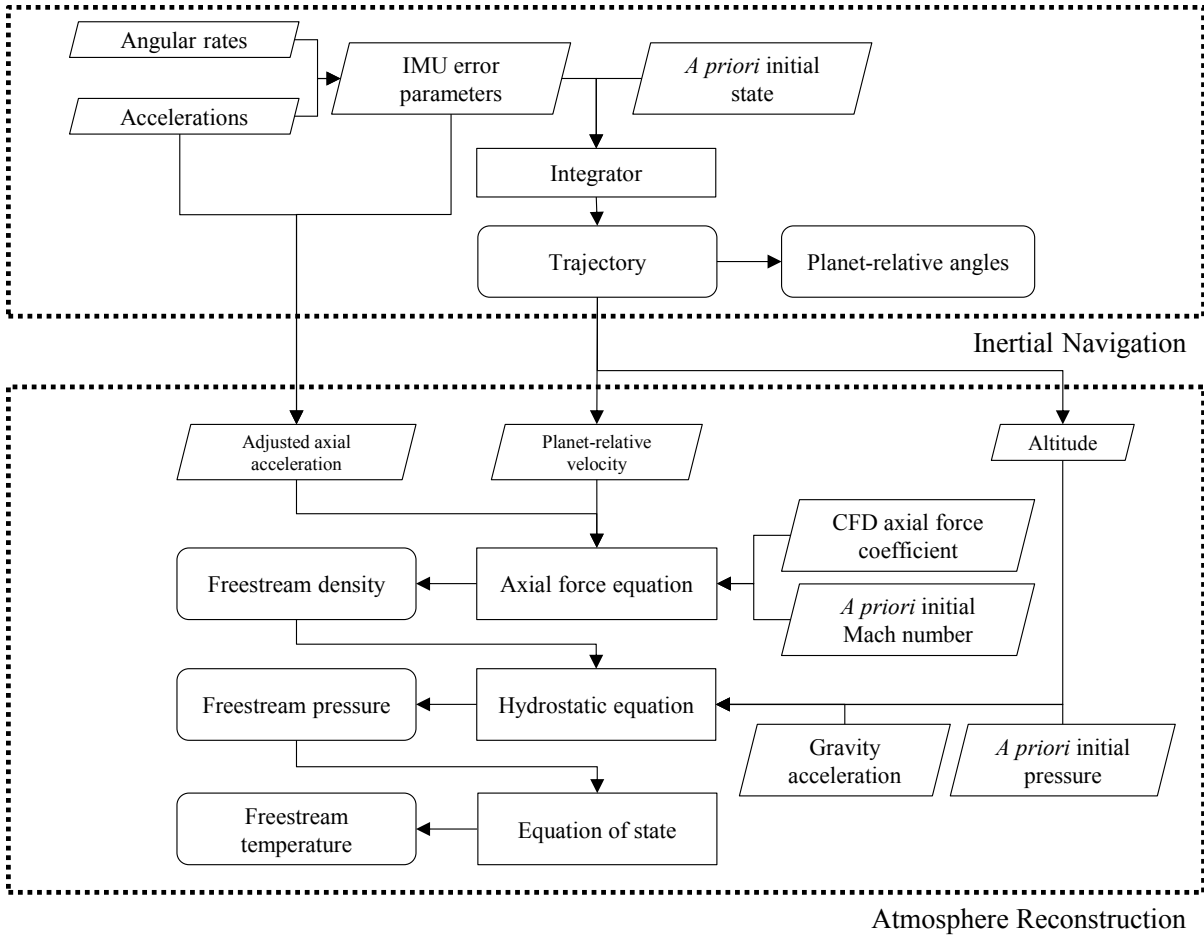 Angular rates
IMU error
parameters
A priori initial
state
Accelerations
Integrator
Trajectory
Planet-relative angles
Inertial Navigation
Adjusted axial
acceleration
Planet-relative
velocity
Altitude
CFD axial force
coefficient
Freestream density
Axial force equation
A priori initial
Mach number
Freestream pressure
Hydrostatic equation
Gravity
acceleration
A priori initial
pressure
Freestream
temperature
Equation of state
Atmosphere Reconstruction